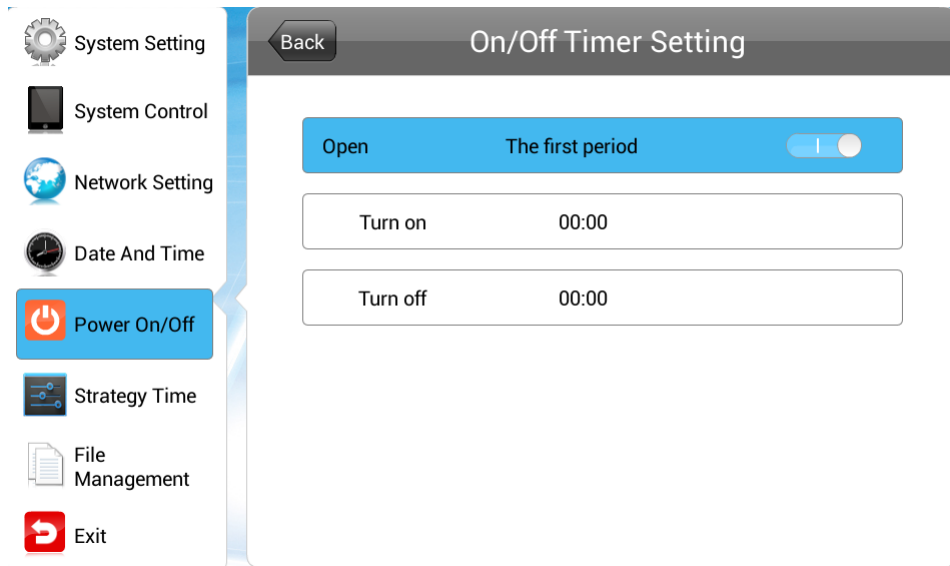 System Setting
System Control
Network Setting
Date And Time
Power On/Off
Strategy Time
File
Management
Exit
Back
On/Off Timer Setting
Open The first period
Turn on 00:00
Turn off 00:00